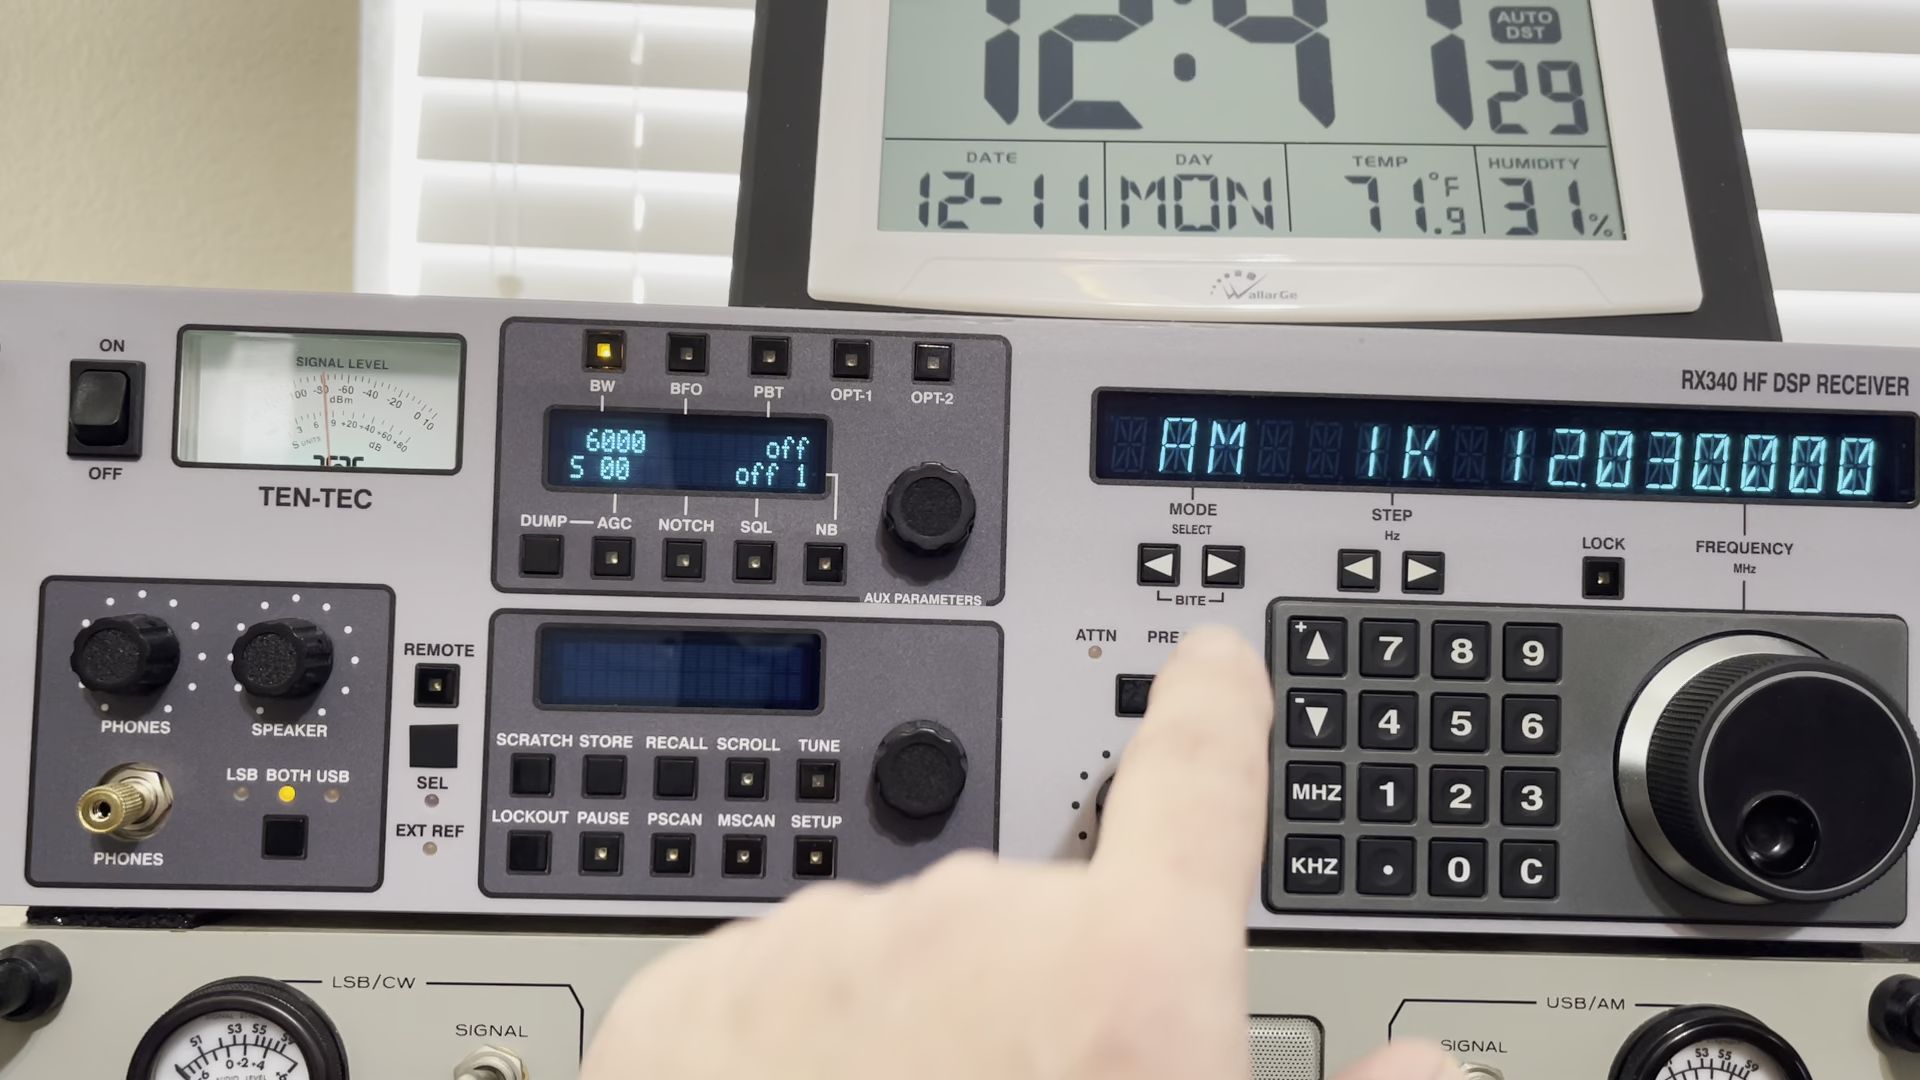 12:41
AUTO
DST
29
DATE
DAY
TEMP
HUMIDITY
12-11
MON
71.9°F
31%
WallarGe
RX340 HF DSP RECEIVER
ON
OFF
SIGNAL LEVEL
100 -80 -60 -40 -20 0 10
dBm
3 6 9 +20 +40 +60 +80
S UNITS
dB
TEN-TEC
BW
BFO
PBT
OPT-1
OPT-2
6000 off
S 00 off 1
DUMP
AGC
NOTCH
SQL
NB
AUX PARAMETERS
AM 1K 12.030.000
MODE
SELECT
BITE
STEP
Hz
LOCK
FREQUENCY
MHz
PHONES
SPEAKER
LSB BOTH USB
PHONES
REMOTE
SEL
EXT REF
SCRATCH STORE RECALL SCROLL TUNE
LOCKOUT PAUSE PSCAN MSCAN SETUP
ATTN
+ 7 8 9
- 4 5 6
MHZ 1 2 3
KHZ . 0 C
LSB/CW
SIGNAL
S1 S3 S5 S9
0 +2 +4 +6
AUDIO LEVEL
USB/AM
SIGNAL
S3 S5 S9